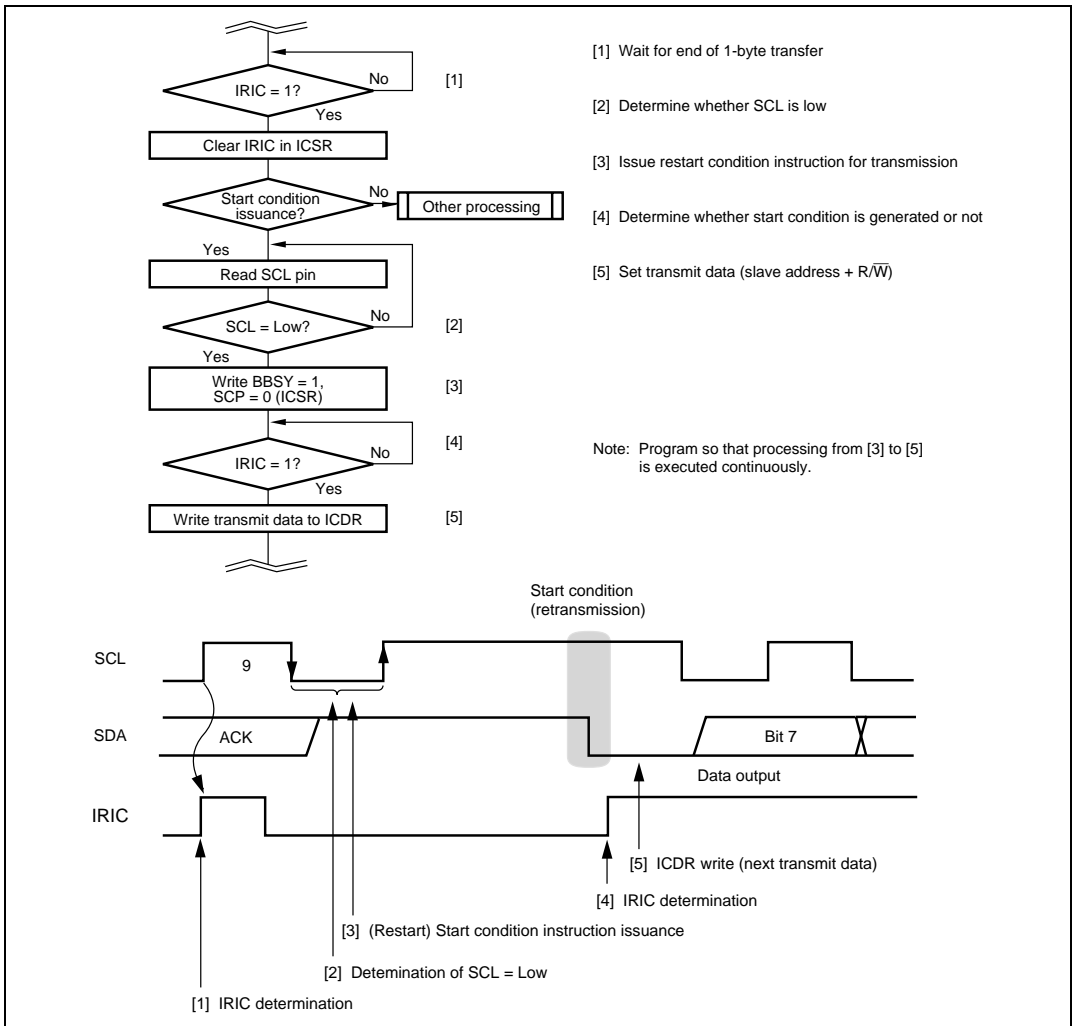 IRIC = 1?
No
[1]
Yes
Clear IRIC in ICSR
Start condition
issuance?
No
Other processing
Yes
Read SCL pin
SCL = Low?
No
[2]
Yes
Write BBSY = 1,
SCP = 0 (ICSR)
[3]
IRIC = 1?
No
[4]
Yes
Write transmit data to ICDR
[5]
[1] Wait for end of 1-byte transfer
[2] Determine whether SCL is low
[3] Issue restart condition instruction for transmission
[4] Determine whether start condition is generated or not
[5] Set transmit data (slave address + R/W̅)
Note: Program so that processing from [3] to [5]
is executed continuously.
Start condition
(retransmission)
SCL
9
SDA
ACK
Bit 7
Data output
IRIC
[5] ICDR write (next transmit data)
[4] IRIC determination
[3] (Restart) Start condition instruction issuance
[2] Detemination of SCL = Low
[1] IRIC determination